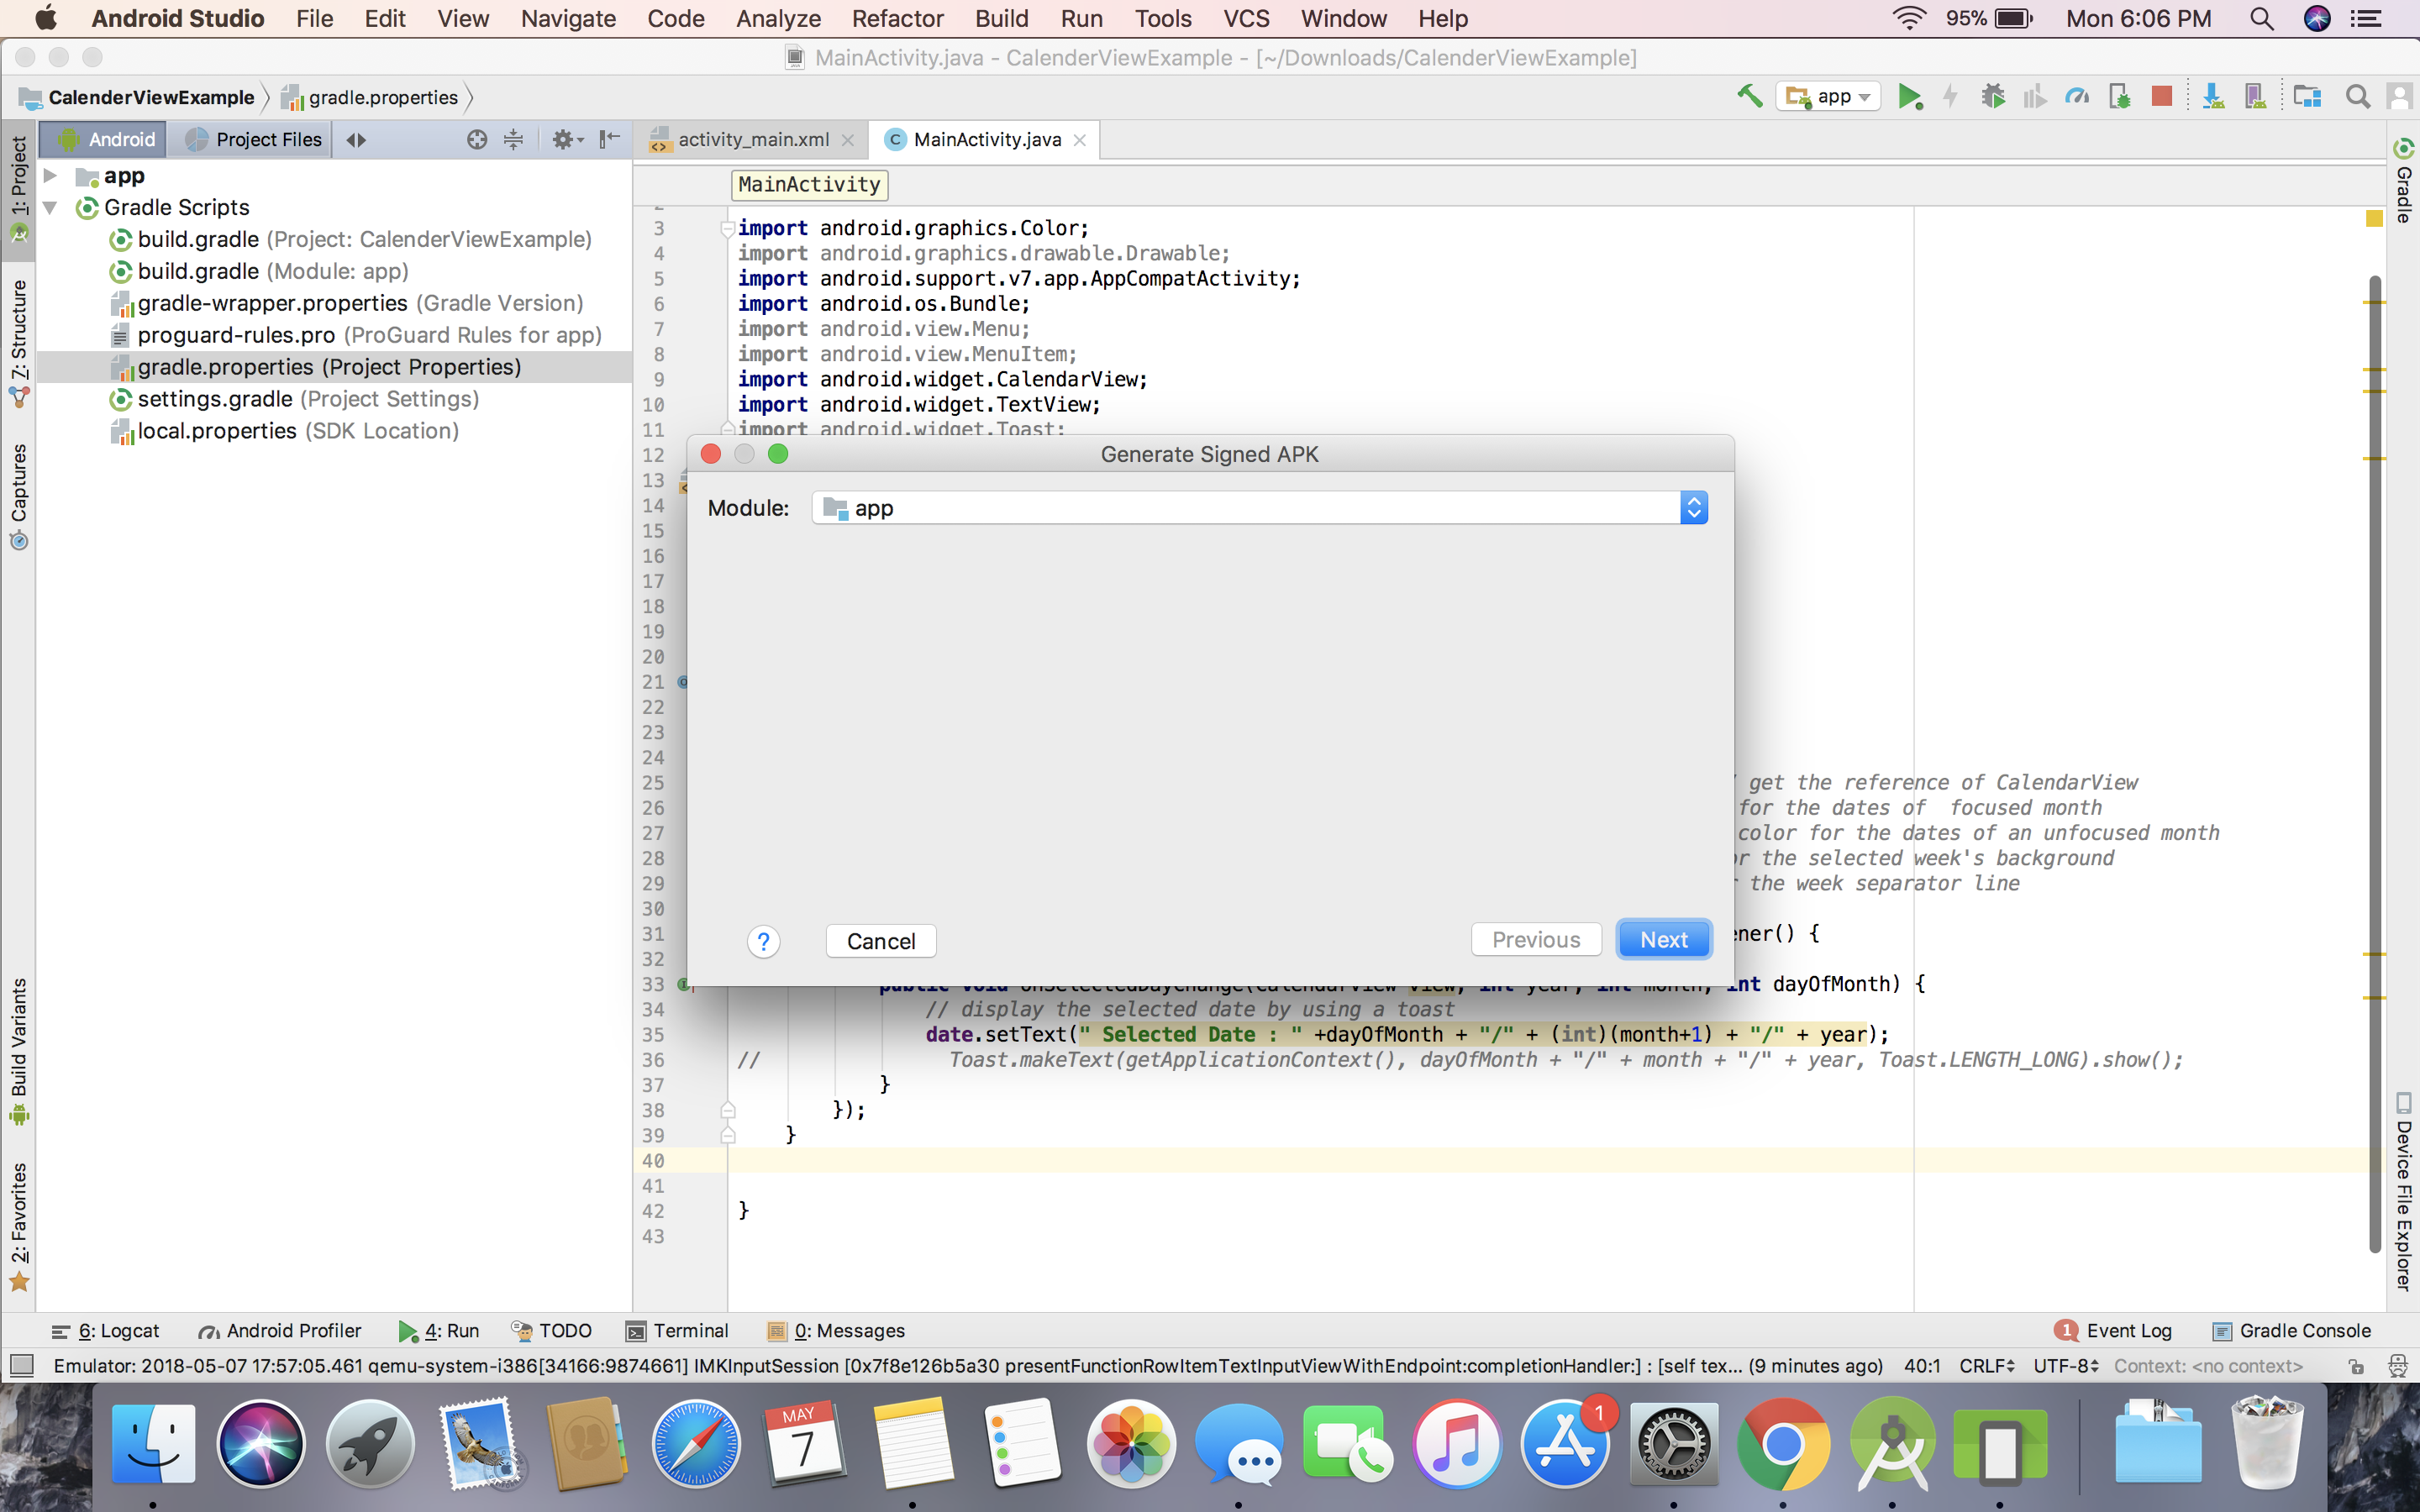 Android Studio File Edit View Navigate Code Analyze Refactor Build Run Tools VCS Window Help 95% Mon 6:06 PM
MainActivity.java - CalenderViewExample - [~/Downloads/CalenderViewExample]
CalenderViewExample gradle.properties app
Android Project Files activity_main.xml C MainActivity.java
MainActivity
1: Project
7: Structure
Captures
Build Variants
2: Favorites
app
Gradle Scripts
build.gradle (Project: CalenderViewExample)
build.gradle (Module: app)
gradle-wrapper.properties (Gradle Version)
proguard-rules.pro (ProGuard Rules for app)
gradle.properties (Project Properties)
settings.gradle (Project Settings)
local.properties (SDK Location)
3 import android.graphics.Color;
4 import android.graphics.drawable.Drawable;
5 import android.support.v7.app.AppCompatActivity;
6 import android.os.Bundle;
7 import android.view.Menu;
8 import android.view.MenuItem;
9 import android.widget.CalendarView;
10 import android.widget.TextView;
11 import android.widget.Toast;
12
13
14
15
16
17
18
19
20
21
22
23
24
25 get the reference of CalendarView
26 for the dates of  focused month
27 color for the dates of an unfocused month
28 the selected week's background
29 the week separator line
30
31 ener() {
32
33 public void onSelectedDayChange(CalendarView view, int year, int month, int dayOfMonth) {
34 // display the selected date by using a toast
35 date.setText(" Selected Date : " +dayOfMonth + "/" + (int)(month+1) + "/" + year);
36 // Toast.makeText(getApplicationContext(), dayOfMonth + "/" + month + "/" + year, Toast.LENGTH_LONG).show();
37 }
38 });
39 }
40
41
42 }
43
Generate Signed APK
Module: app
? Cancel Previous Next
Gradle
Device File Explorer
6: Logcat Android Profiler 4: Run TODO Terminal 0: Messages 1 Event Log Gradle Console
Emulator: 2018-05-07 17:57:05.461 qemu-system-i386[34166:9874661] IMKInputSession [0x7f8e126b5a30 presentFunctionRowItemTextInputViewWithEndpoint:completionHandler:] : [self tex... (9 minutes ago) 40:1 CRLF UTF-8 Context: <no context>
MAY
7
1